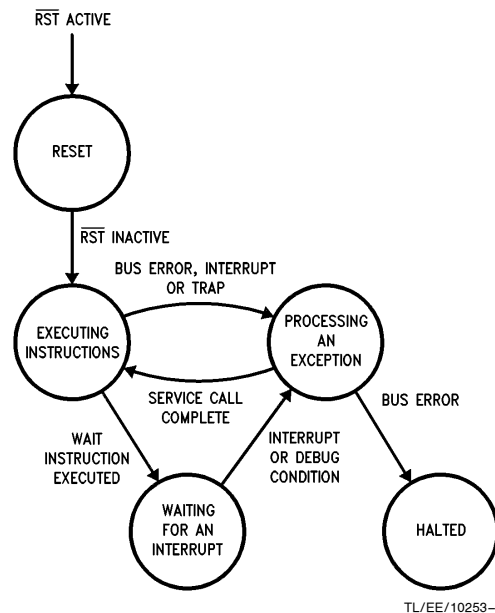 RST ACTIVE
RESET
RST INACTIVE
BUS ERROR, INTERRUPT
OR TRAP
EXECUTING
INSTRUCTIONS
PROCESSING
AN
EXCEPTION
SERVICE CALL
COMPLETE
BUS ERROR
WAIT
INSTRUCTION
EXECUTED
INTERRUPT
OR DEBUG
CONDITION
WAITING
FOR AN
INTERRUPT
HALTED
TL/EE/10253–